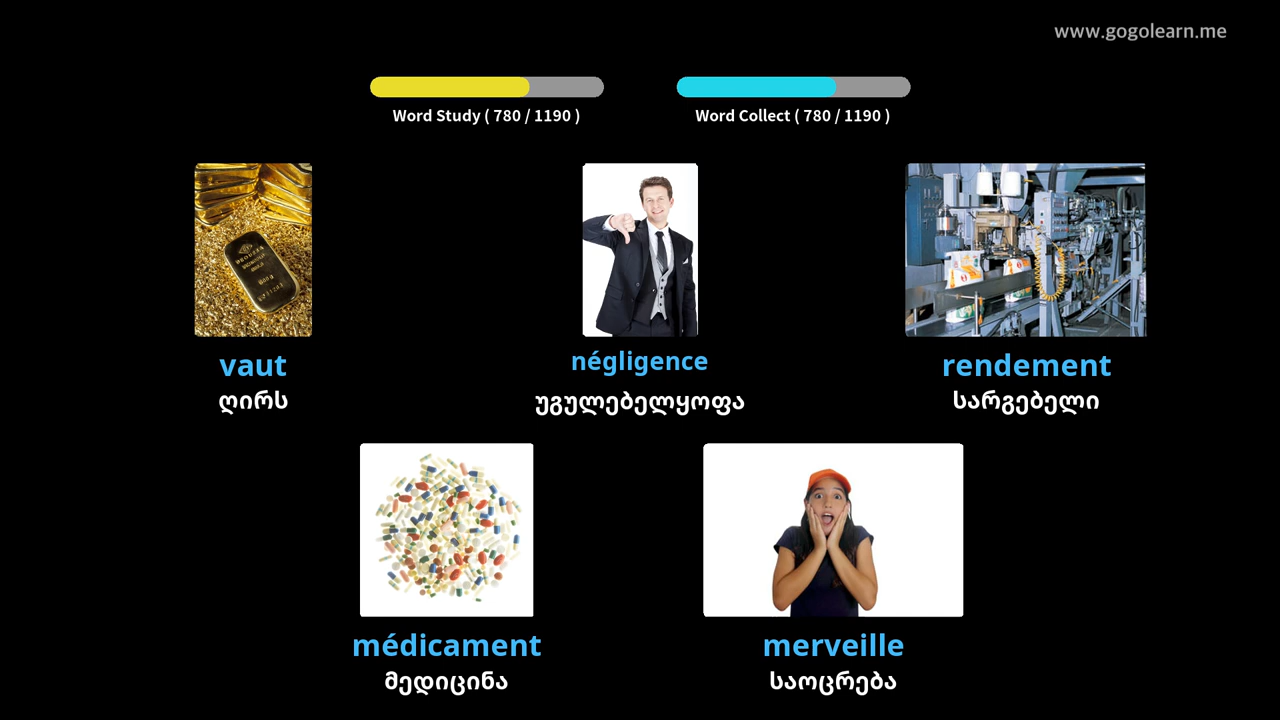 www.gogolearn.me
Word Study ( 780 / 1190 )
Word Collect ( 780 / 1190 )
vaut
ღირს
négligence
უგულებელყოფა
rendement
სარგებელი
médicament
მედიცინა
merveille
საოცრება